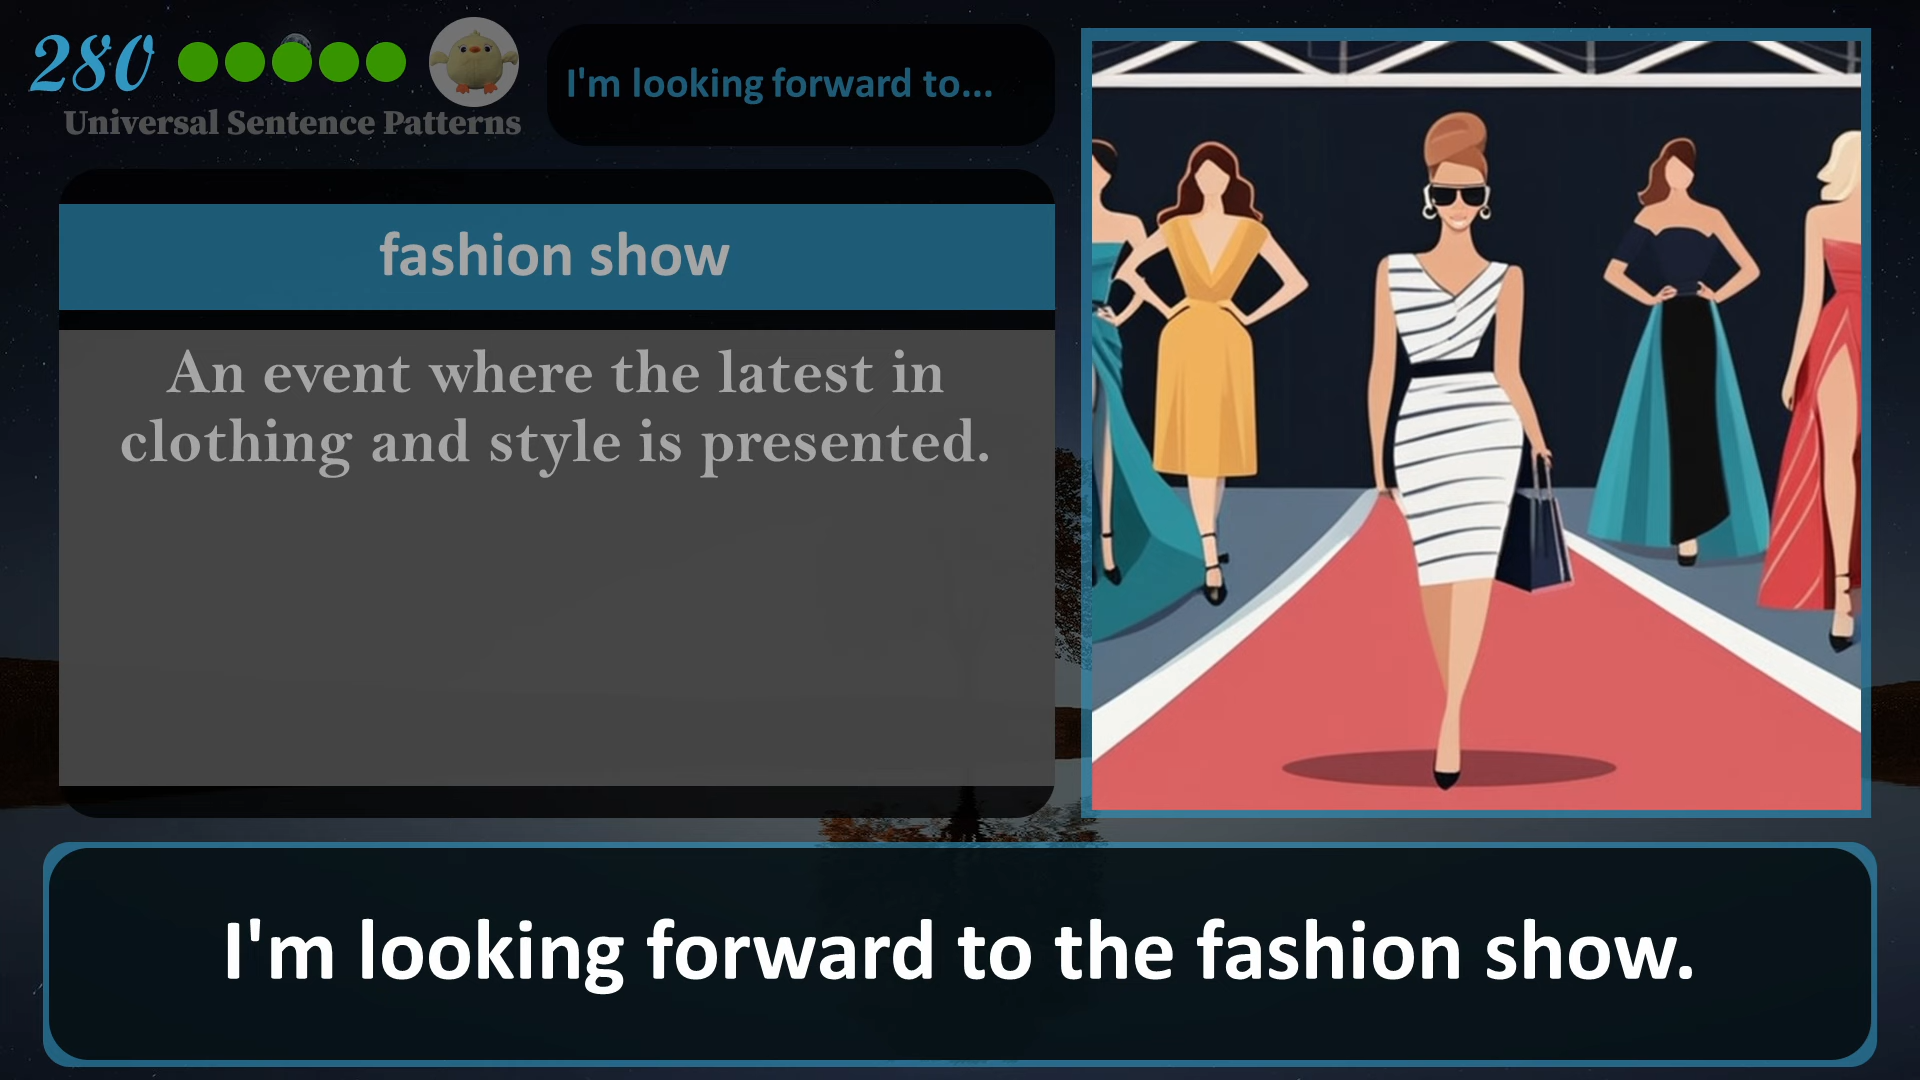 280
Universal Sentence Patterns
I'm looking forward to...
fashion show
An event where the latest in
clothing and style is presented.
I'm looking forward to the fashion show.